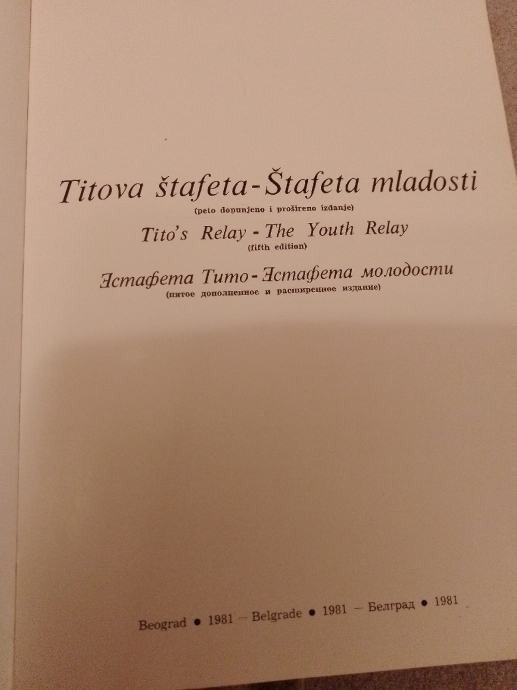 Titova štafeta-Štafeta mladosti
(peto dopunjeno i prošireno izdanje)
Tito's Relay - The Youth Relay
(fifth edition)
Эстафета Тито-Эстафета молодости
(пятое дополненное и расширенное издание)
Beograd ● 1981 — Belgrade ● 1981 — Белград ● 1981